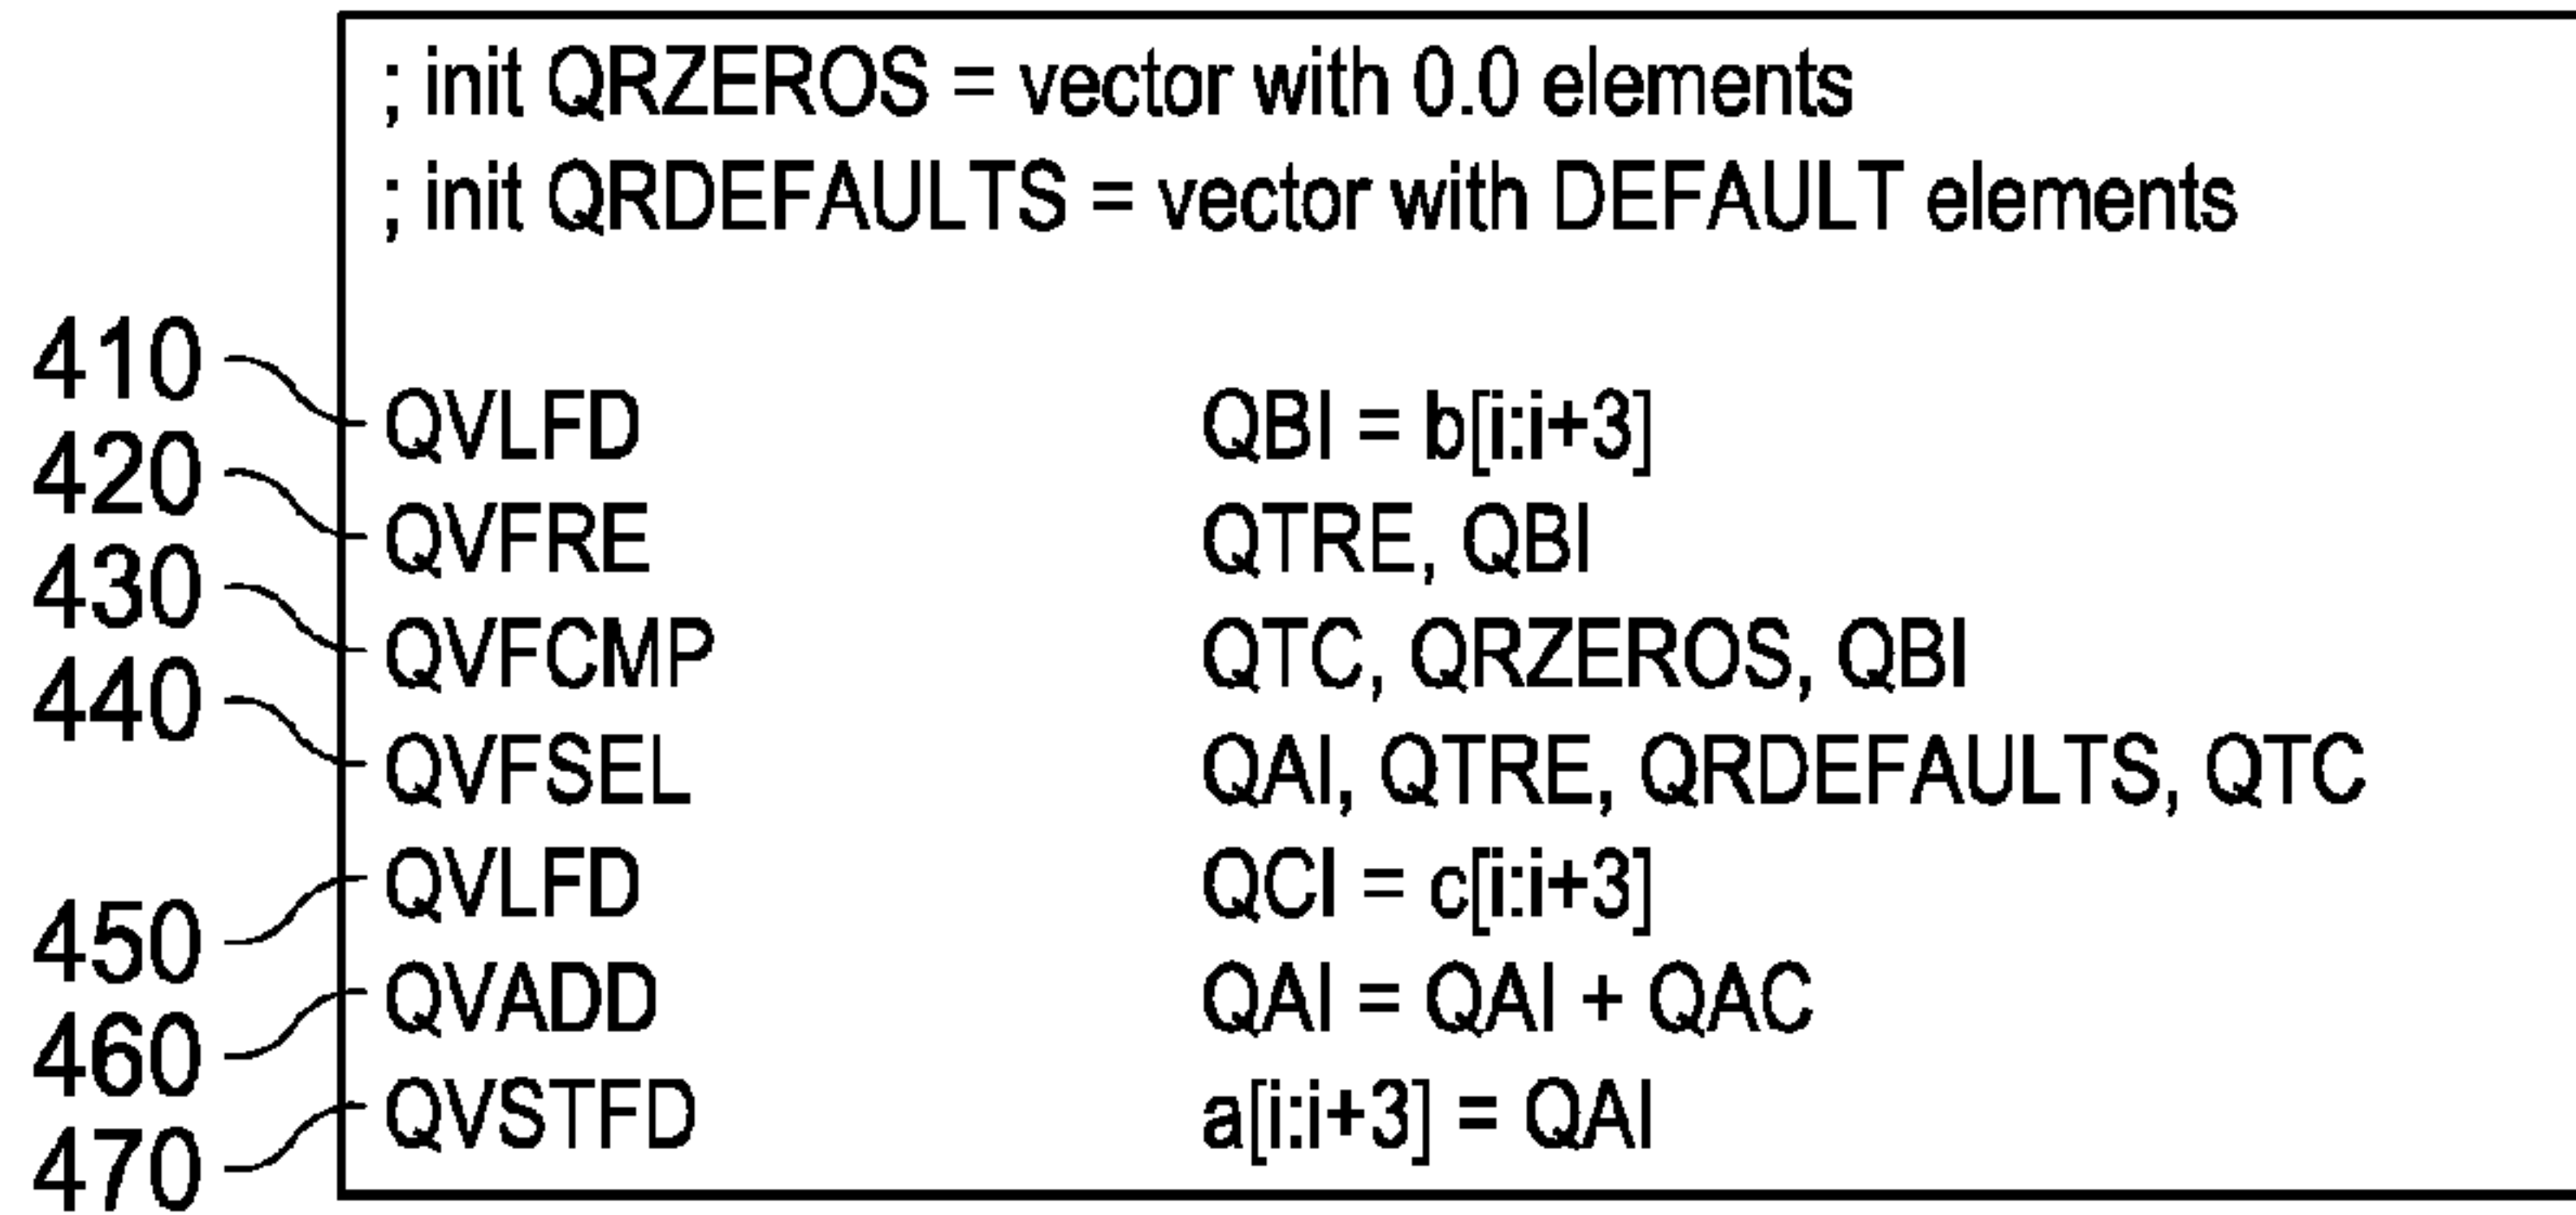 ; init QRZEROS = vector with 0.0 elements
; init QRDEFAULTS = vector with DEFAULT elements
410 QVLFD QBI = b[i:i+3]
420 QVFRE QTRE, QBI
430 QVFCMP QTC, QRZEROS, QBI
440 QVFSEL QAI, QTRE, QRDEFAULTS, QTC
450 QVLFD QCI = c[i:i+3]
460 QVADD QAI = QAI + QAC
470 QVSTFD a[i:i+3] = QAI